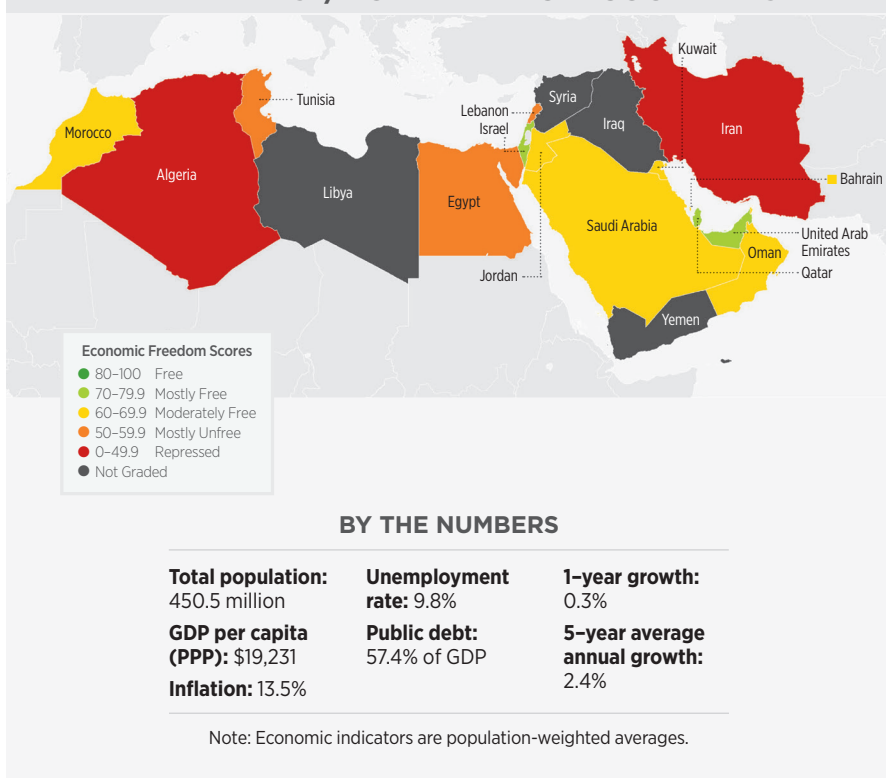 Kuwait
Tunisia
Syria
Lebanon
Israel
Morocco
Iraq
Iran
Algeria
Libya
Egypt
Bahrain
Saudi Arabia
United Arab
Emirates
Oman
Qatar
Jordan
Yemen
Economic Freedom Scores
80–100 Free
70–79.9 Mostly Free
60–69.9 Moderately Free
50–59.9 Mostly Unfree
0–49.9 Repressed
Not Graded
BY THE NUMBERS
Total population:
450.5 million
GDP per capita
(PPP): $19,231
Inflation: 13.5%
Unemployment
rate: 9.8%
Public debt:
57.4% of GDP
1–year growth:
0.3%
5–year average
annual growth:
2.4%
Note: Economic indicators are population-weighted averages.